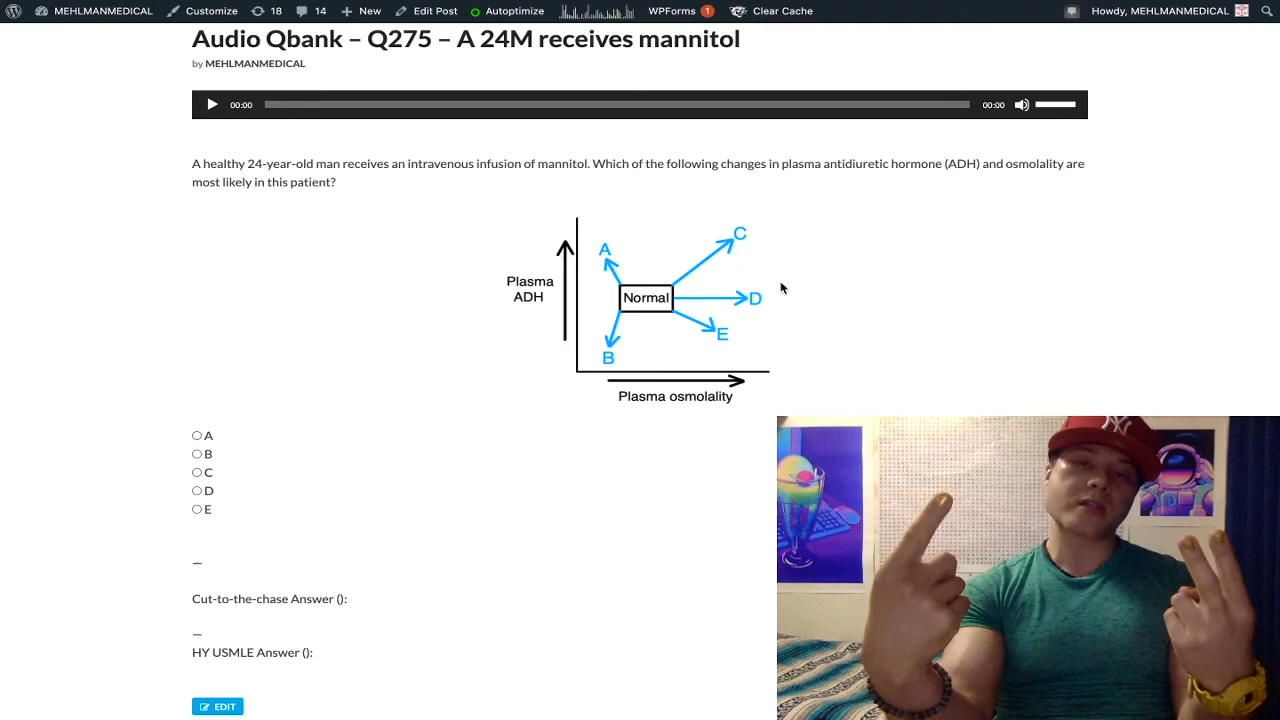 MEHLMANMEDICAL Customize 18 14 + New Edit Post Autoptimize WPForms 1 Clear Cache Howdy, MEHLMANMEDICAL
Audio Qbank – Q275 – A 24M receives mannitol
by MEHLMANMEDICAL
00:00 00:00
A healthy 24-year-old man receives an intravenous infusion of mannitol. Which of the following changes in plasma antidiuretic hormone (ADH) and osmolality are
most likely in this patient?
C
A
Plasma
ADH
Normal
D
E
B
Plasma osmolality
A
B
C
D
E
—
Cut-to-the-chase Answer ():
—
HY USMLE Answer ():
EDIT